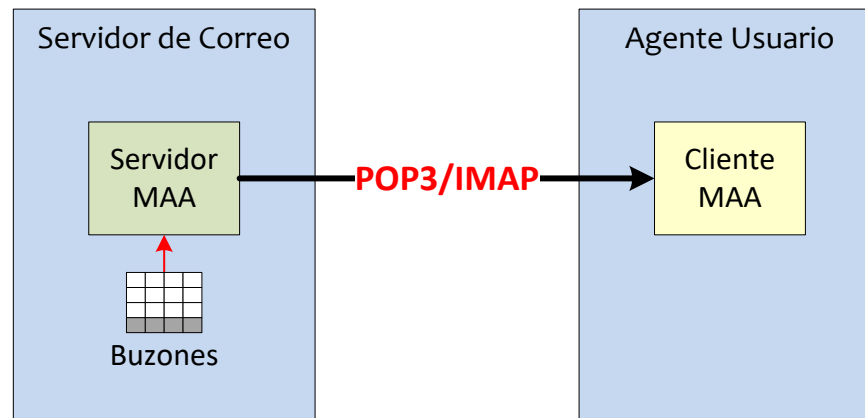 Servidor de Correo
Agente Usuario
Servidor
MAA
POP3/IMAP
Cliente
MAA
Buzones